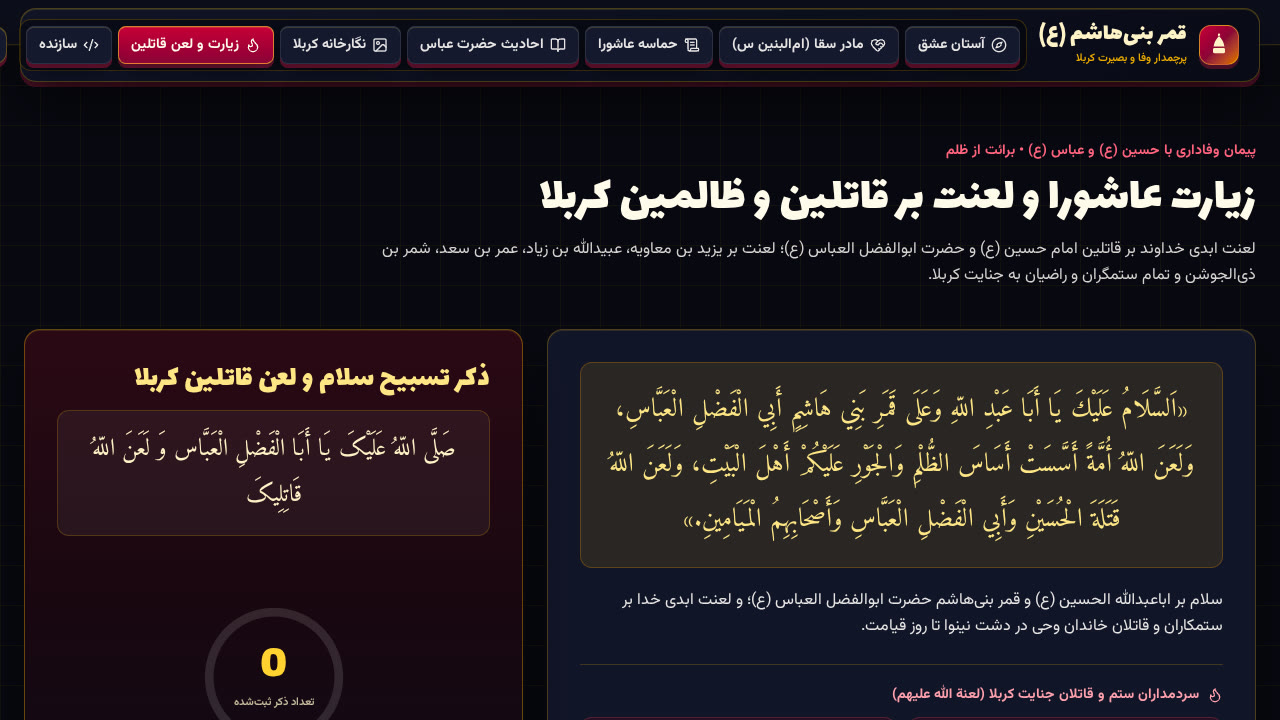 قمر بنی‌هاشم (ع)
پرچمدار وفا و بصیرت کربلا
آستان عشق
مادر سقا (ام‌البنین س)
حماسه عاشورا
احادیث حضرت عباس
نگارخانه کربلا
زیارت و لعن قاتلین
سازنده
پیمان وفاداری با حسین (ع) و عباس (ع) • برائت از ظلم
زیارت عاشورا و لعنت بر قاتلین و ظالمین کربلا
لعنت ابدی خداوند بر قاتلین امام حسین (ع) و حضرت ابوالفضل العباس (ع)؛ لعنت بر یزید بن معاویه، عبیدالله بن زیاد، عمر بن سعد، شمر بن
ذی‌الجوشن و تمام ستمگران و راضیان به جنایت کربلا.
«اَلسَّلَامُ عَلَيْكَ يَا أَبَا عَبْدِ اللّٰهِ وَعَلَى قَمَرِ بَنِي هَاشِمٍ أَبِي الْفَضْلِ الْعَبَّاسِ،
وَلَعَنَ اللّٰهُ أُمَّةً أَسَّسَتْ أَسَاسَ الظُّلْمِ وَالْجَوْرِ عَلَيْكُمْ أَهْلَ الْبَيْتِ، وَلَعَنَ اللّٰهُ
قَتَلَةَ الْحُسَيْنِ وَأَبِي الْفَضْلِ الْعَبَّاسِ وَأَصْحَابِهِمُ الْمَيَامِينِ.»
سلام بر اباعبدالله الحسین (ع) و قمر بنی‌هاشم حضرت ابوالفضل العباس (ع)؛ و لعنت ابدی خدا بر
ستمکاران و قاتلان خاندان وحی در دشت نینوا تا روز قیامت.
سردمداران ستم و قاتلان جنایت کربلا (لعنة الله علیهم)
ذکر تسبیح سلام و لعن قاتلین کربلا
صَلَّی اللّٰهُ عَلَیْکَ یَا أَبَا الْفَضْلِ الْعَبَّاس وَ لَعَنَ اللّٰهُ
قَاتِلِیکَ
0
تعداد ذکر ثبت‌شده